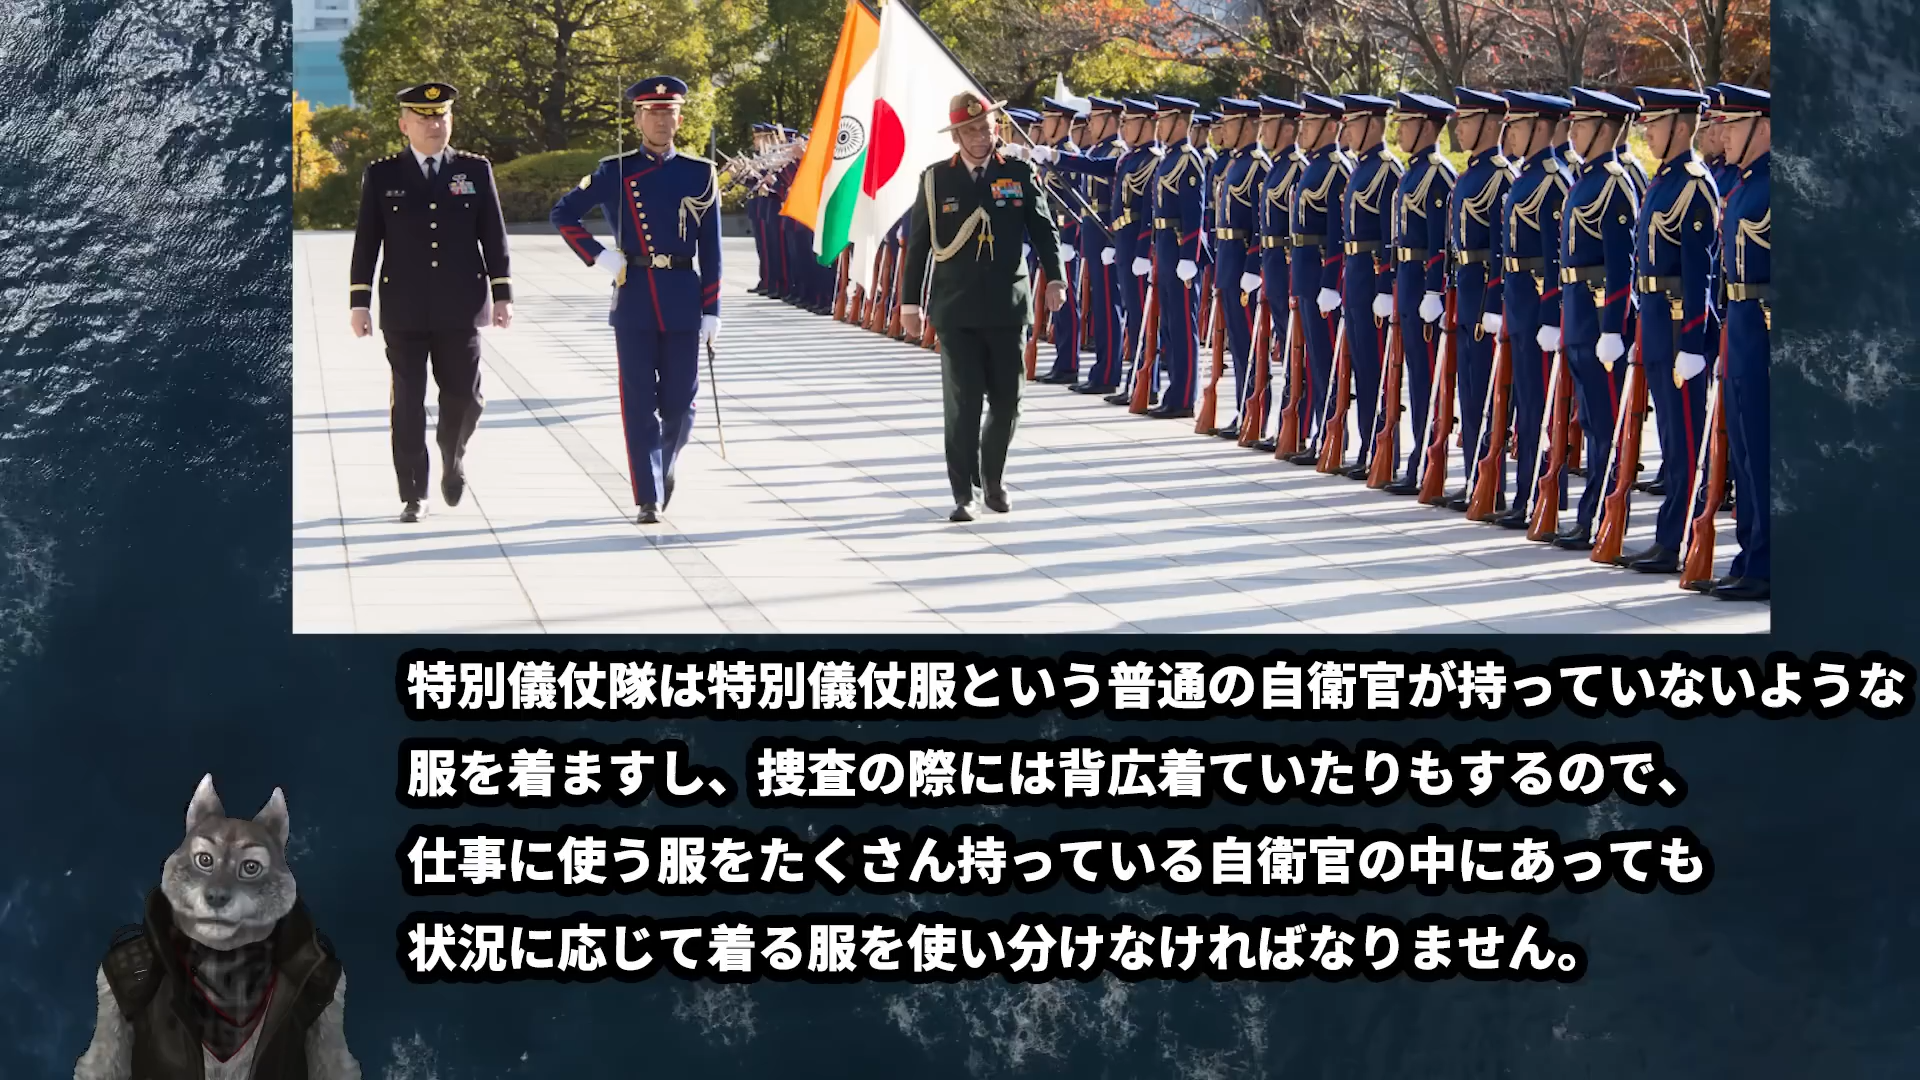 特別儀仗隊は特別儀仗服という普通の自衛官が持っていないような
服を着ますし、捜査の際には背広着ていたりもするので、
仕事に使う服をたくさん持っている自衛官の中にあっても
状況に応じて着る服を使い分けなければなりません。